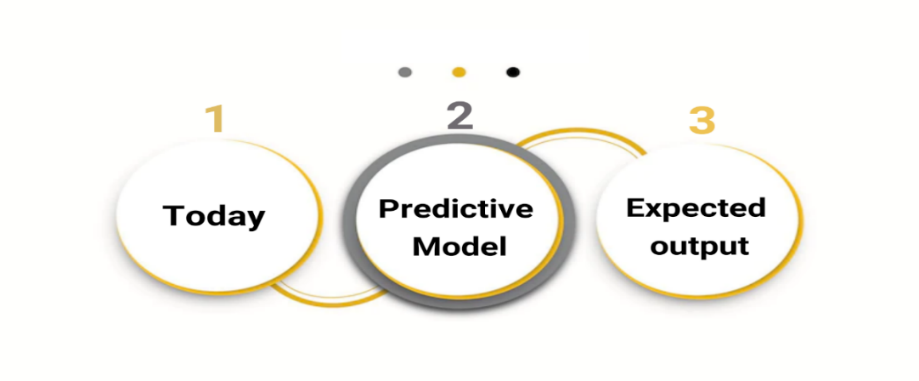 1
Today
2
Predictive
Model
3
Expected
output